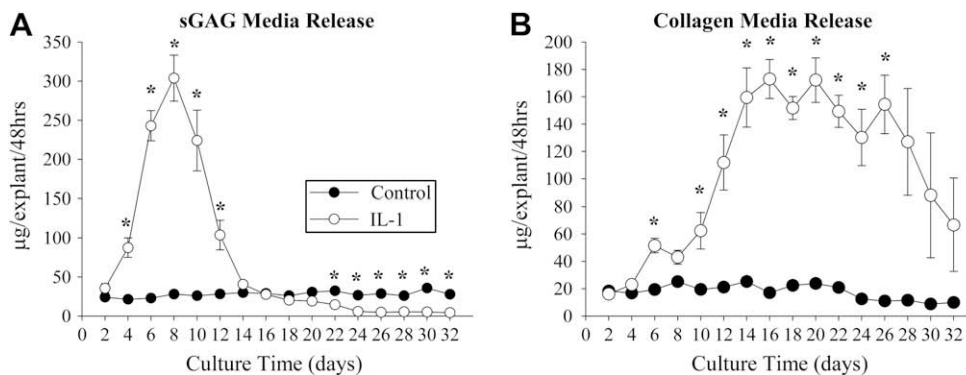 A
sGAG Media Release
350
300
250
200
150
100
50
0
µg/explant/48hrs
* * * * * * * * * * * *
Control
IL-1
0 2 4 6 8 10 12 14 16 18 20 22 24 26 28 30 32
Culture Time (days)
B
Collagen Media Release
200
180
160
140
120
100
80
60
40
20
0
µg/explant/48hrs
* * * * * * * * * *
0 2 4 6 8 10 12 14 16 18 20 22 24 26 28 30 32
Culture Time (days)